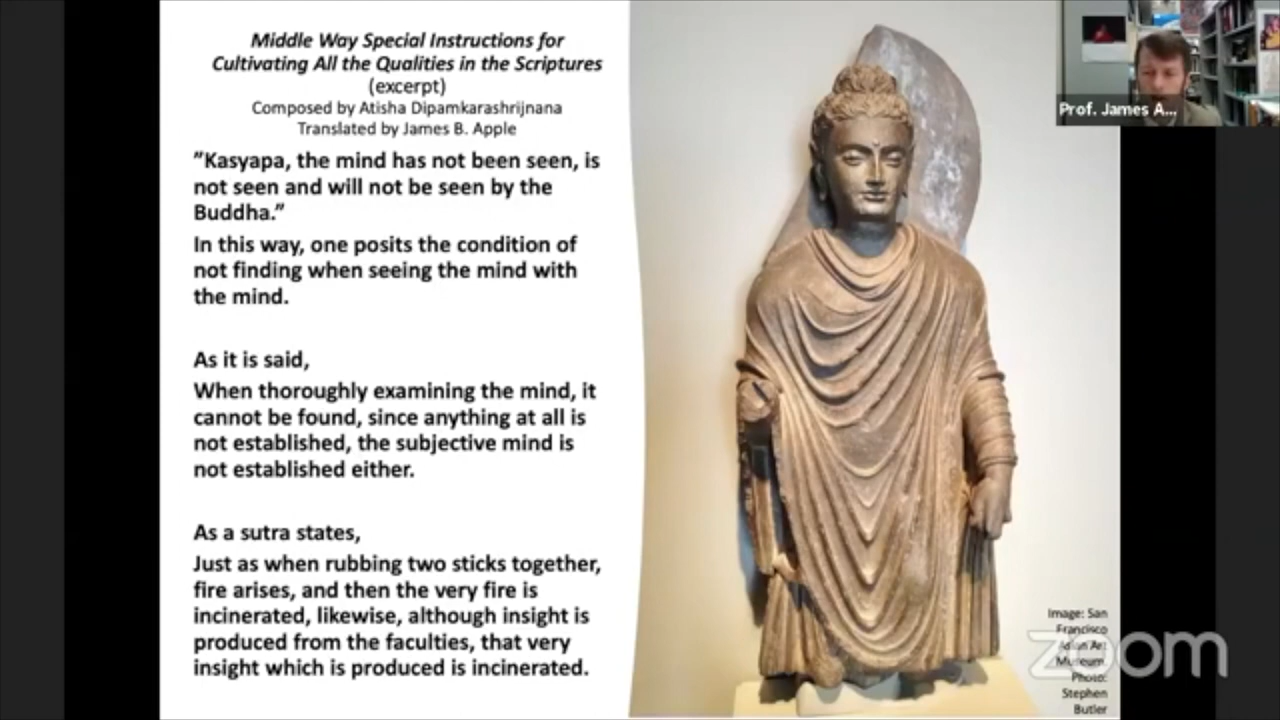 Middle Way Special Instructions for
Cultivating All the Qualities in the Scriptures
(excerpt)
Composed by Atisha Dipamkarashrijnana
Translated by James B. Apple
”Kasyapa, the mind has not been seen, is
not seen and will not be seen by the
Buddha.”
In this way, one posits the condition of
not finding when seeing the mind with
the mind.
As it is said,
When thoroughly examining the mind, it
cannot be found, since anything at all is
not established, the subjective mind is
not established either.
As a sutra states,
Just as when rubbing two sticks together,
fire arises, and then the very fire is
incinerated, likewise, although insight is
produced from the faculties, that very
insight which is produced is incinerated.
Prof. James A...
Image: San
Francisco
Asian Art
Museum.
Photo:
Stephen
Butler
zoom